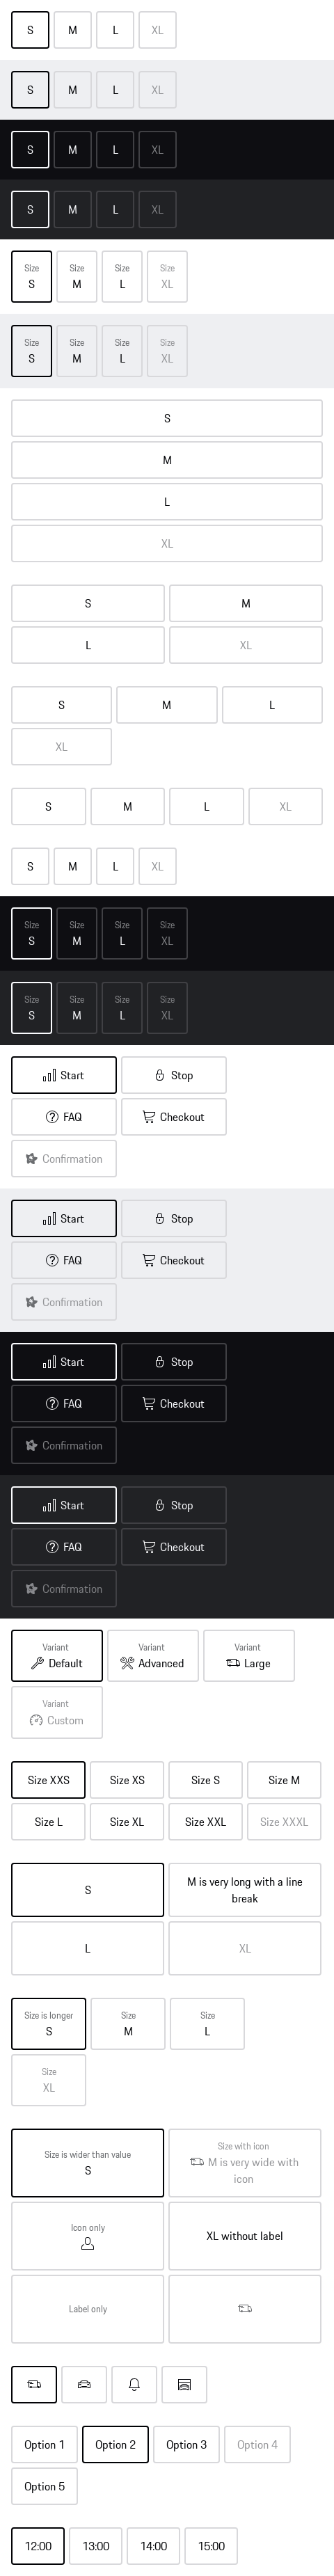 S M L XL
S M L XL
S M L XL
S M L XL
Size Size Size Size
S M L XL
Size Size Size Size
S M L XL
S
M
L
XL
S M
L XL
S M L
XL
S M L XL
S M L XL
Size Size Size Size
S M L XL
Size Size Size Size
S M L XL
Start Stop
FAQ Checkout
Confirmation
Start Stop
FAQ Checkout
Confirmation
Start Stop
FAQ Checkout
Confirmation
Start Stop
FAQ Checkout
Confirmation
Variant Variant Variant
Default Advanced Large
Variant
Custom
Size XXS Size XS Size S Size M
Size L Size XL Size XXL Size XXXL
S
M is very long with a line
break
L XL
Size is longer Size Size
S M L
Size
XL
Size is wider than value
S
Size with icon
M is very wide with
icon
Icon only
XL without label
Label only
Option 1 Option 2 Option 3 Option 4
Option 5
12:00 13:00 14:00 15:00